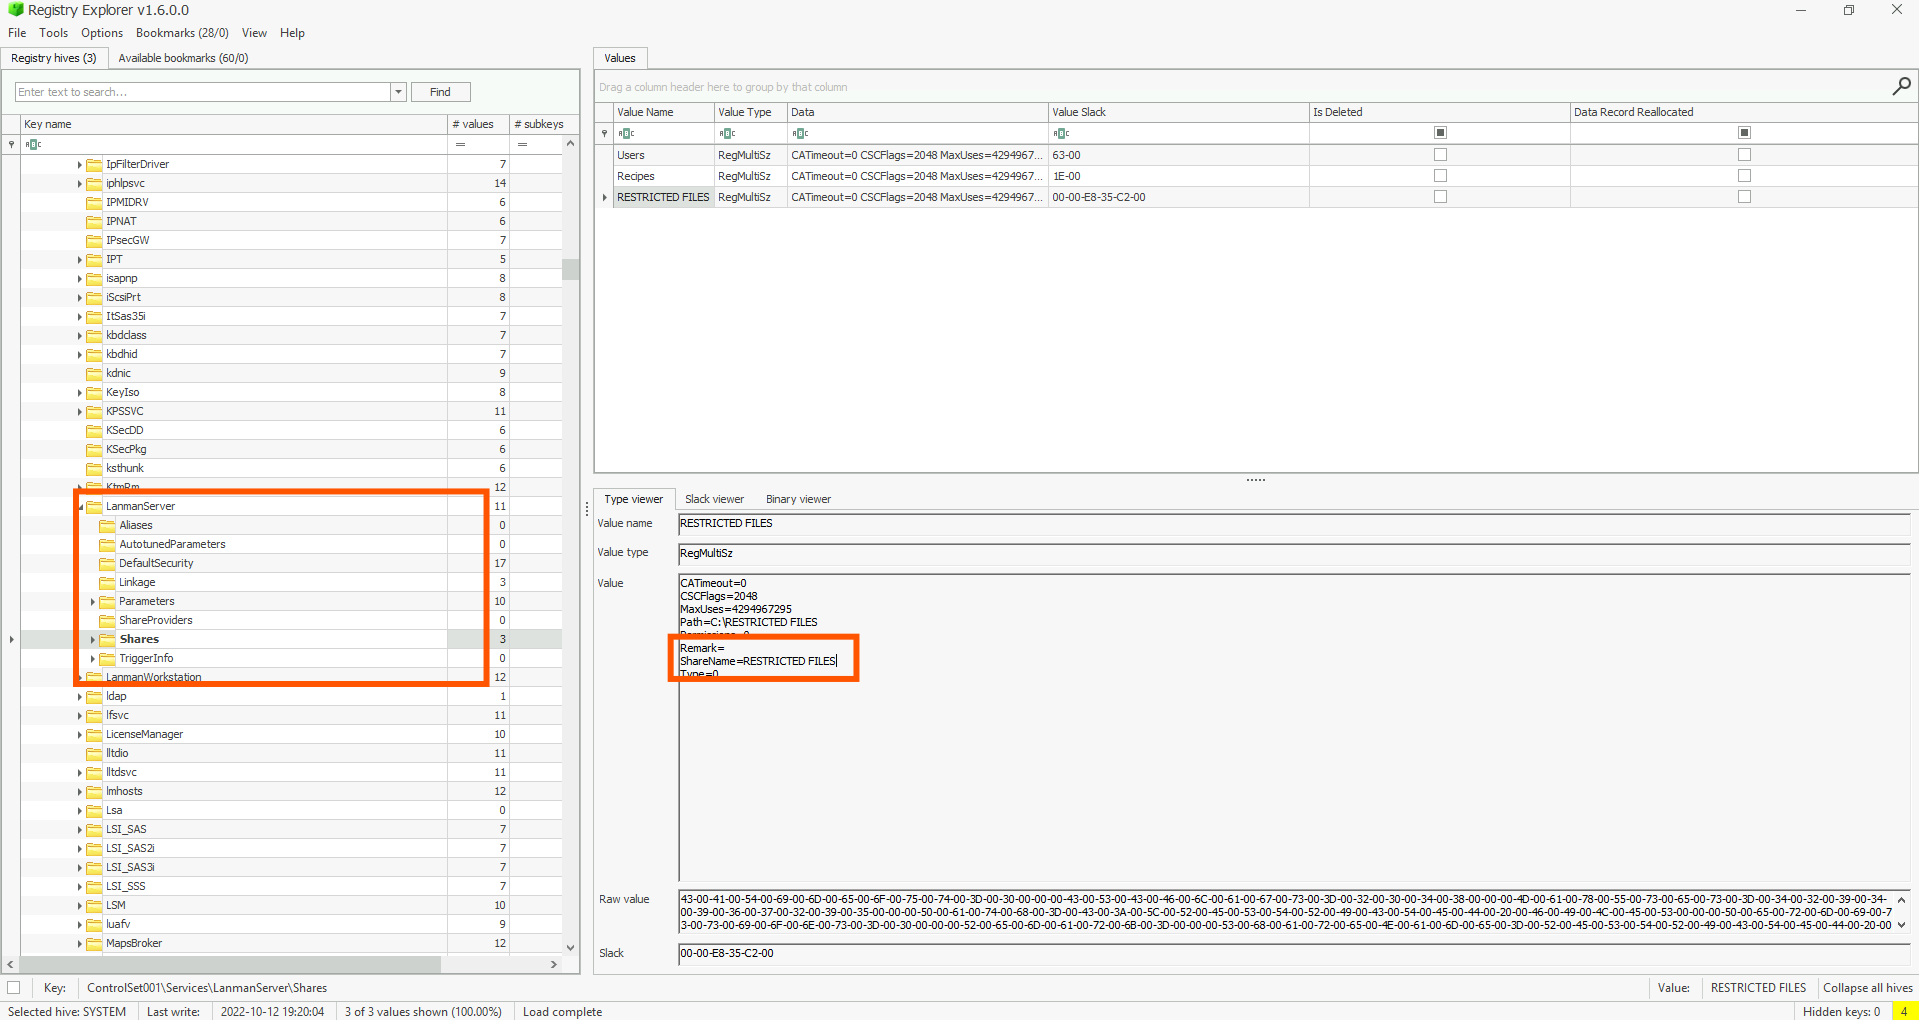 Registry Explorer v1.6.0.0
File Tools Options Bookmarks (28/0) View Help
Registry hives (3) Available bookmarks (60/0)
Enter text to search...
Find
Key name # values # subkeys
IpFilterDriver 7
iphlpsvc 14
IPMIDRV 6
IPNAT 6
IPsecGW 7
IPT 5
isapnp 8
iScsiPrt 8
ItSas35i 7
kbdclass 7
kbdhid 7
kdnic 9
KeyIso 8
KPSSVC 11
KSecDD 6
KSecPkg 6
ksthunk 6
KtmRm 12
LanmanServer 11
Aliases 0
AutotunedParameters 0
DefaultSecurity 17
Linkage 3
Parameters 10
ShareProviders 0
Shares 3
TriggerInfo 0
LanmanWorkstation 12
ldap 1
lfsvc 11
LicenseManager 10
lltdio 11
lltdsvc 11
lmhosts 12
Lsa 0
LSI_SAS 7
LSI_SAS2i 7
LSI_SAS3i 7
LSI_SSS 7
LSM 10
luafv 9
MapsBroker 12
Values
Drag a column header here to group by that column
Value Name Value Type Data Value Slack Is Deleted Data Record Reallocated
Users RegMultiSz CATimeout=0 CSCFlags=2048 MaxUses=4294967... 63-00
Recipes RegMultiSz CATimeout=0 CSCFlags=2048 MaxUses=4294967... 1E-00
RESTRICTED FILES RegMultiSz CATimeout=0 CSCFlags=2048 MaxUses=4294967... 00-00-E8-35-C2-00
Type viewer Slack viewer Binary viewer
Value name RESTRICTED FILES
Value type RegMultiSz
Value
CATimeout=0
CSCFlags=2048
MaxUses=4294967295
Path=C:\RESTRICTED FILES
Permissions=0
Remark=
ShareName=RESTRICTED FILES
Type=0
Raw value
43-00-41-00-54-00-69-00-6D-00-65-00-6F-00-75-00-74-00-3D-00-30-00-00-00-43-00-53-00-43-00-46-00-6C-00-61-00-67-00-73-00-3D-00-32-00-30-00-34-00-38-00-00-00-4D-00-61-00-78-00-55-00-73-00-65-00-73-00-3D-00-34-00-32-00-39-00-34-
00-39-00-36-00-37-00-32-00-39-00-35-00-00-00-50-00-61-00-74-00-68-00-3D-00-43-00-3A-00-5C-00-52-00-45-00-53-00-54-00-52-00-49-00-43-00-54-00-45-00-44-00-20-00-46-00-49-00-4C-00-45-00-53-00-00-00-50-00-65-00-72-00-6D-00-69-00-7
3-00-73-00-69-00-6F-00-6E-00-73-00-3D-00-30-00-00-00-52-00-65-00-6D-00-61-00-72-00-6B-00-3D-00-00-00-53-00-68-00-61-00-72-00-65-00-4E-00-61-00-6D-00-65-00-3D-00-52-00-45-00-53-00-54-00-52-00-49-00-43-00-54-00-45-00-44-00-20-00
Slack 00-00-E8-35-C2-00
Key: ControlSet001\Services\LanmanServer\Shares
Value: RESTRICTED FILES Collapse all hives
Selected hive: SYSTEM Last write: 2022-10-12 19:20:04 3 of 3 values shown (100.00%) Load complete
Hidden keys: 0 4